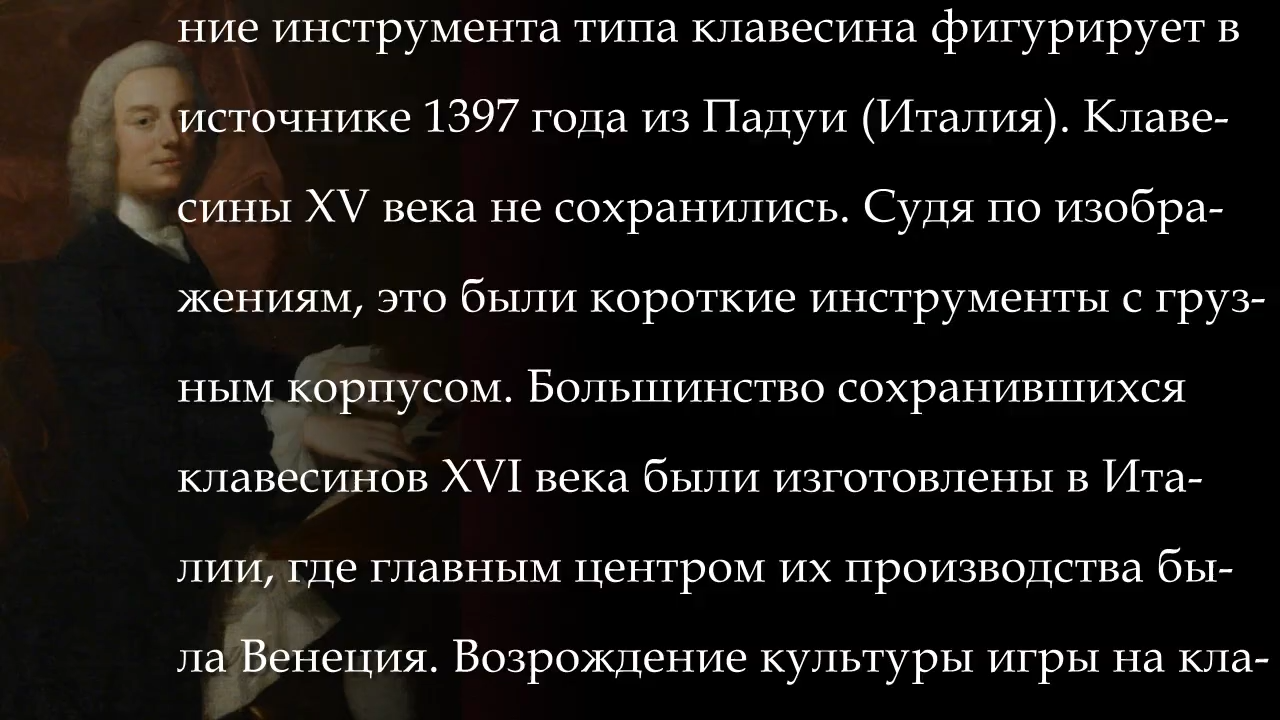 ние инструмента типа клавесина фигурирует в
источнике 1397 года из Падуи (Италия). Клаве-
сины XV века не сохранились. Судя по изобра-
жениям, это были короткие инструменты с груз-
ным корпусом. Большинство сохранившихся
клавесинов XVI века были изготовлены в Ита-
лии, где главным центром их производства бы-
ла Венеция. Возрождение культуры игры на кла-